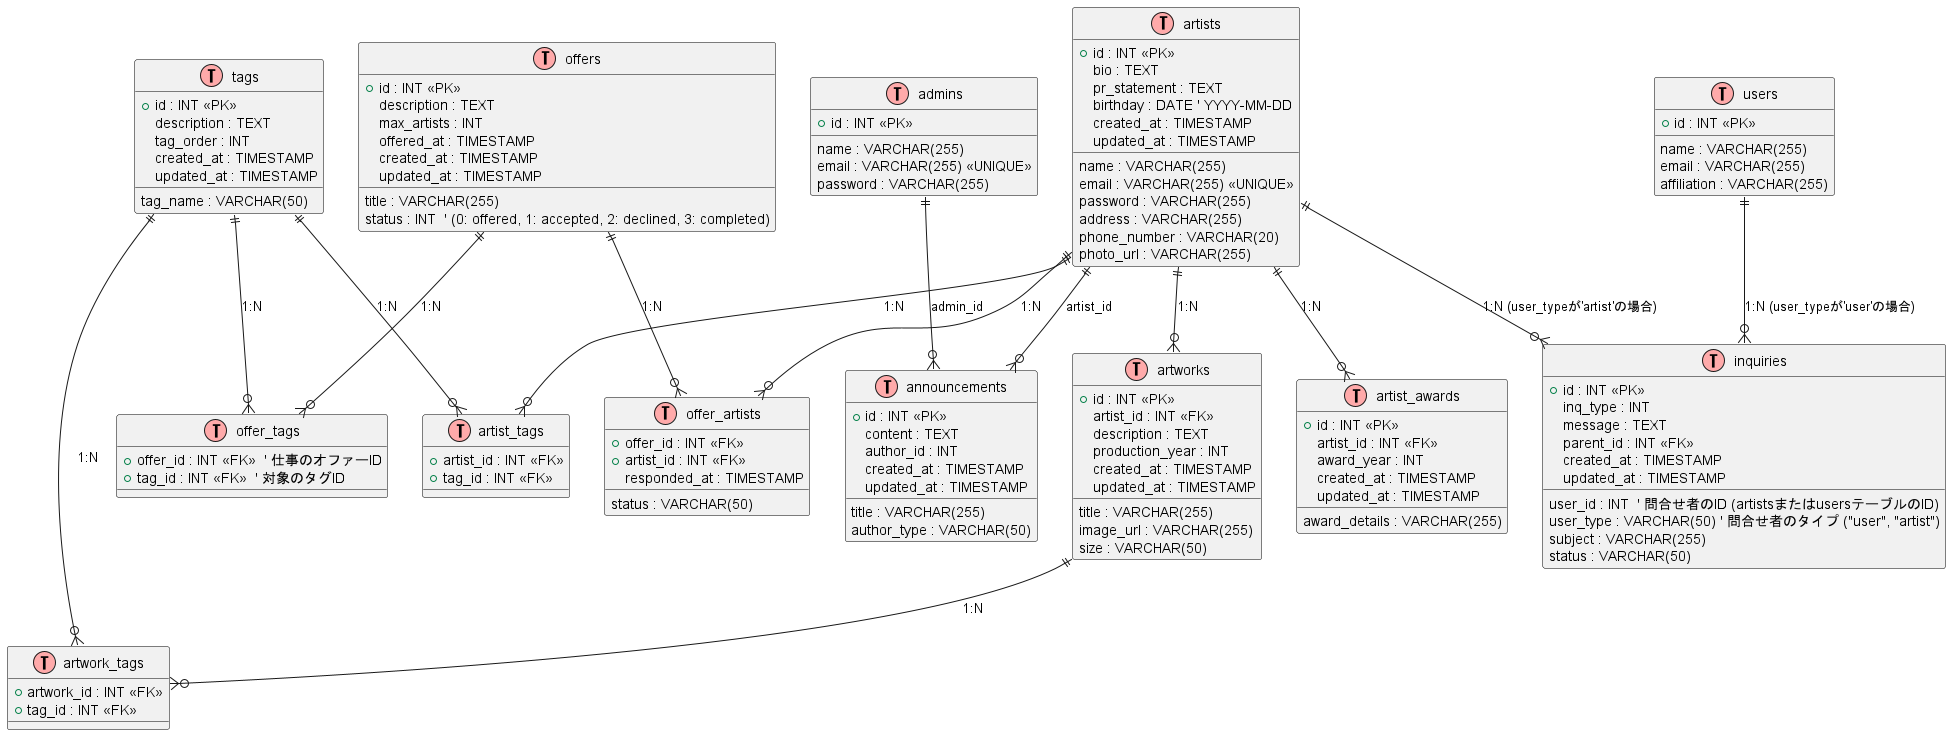 T artists
id : INT «PK»
bio : TEXT
pr_statement : TEXT
birthday : DATE ' YYYY-MM-DD
created_at : TIMESTAMP
updated_at : TIMESTAMP
name : VARCHAR(255)
email : VARCHAR(255) «UNIQUE»
password : VARCHAR(255)
address : VARCHAR(255)
phone_number : VARCHAR(20)
photo_url : VARCHAR(255)
T tags
id : INT «PK»
description : TEXT
tag_order : INT
created_at : TIMESTAMP
updated_at : TIMESTAMP
tag_name : VARCHAR(50)
T offers
id : INT «PK»
description : TEXT
max_artists : INT
offered_at : TIMESTAMP
created_at : TIMESTAMP
updated_at : TIMESTAMP
title : VARCHAR(255)
status : INT ' (0: offered, 1: accepted, 2: declined, 3: completed)
T admins
id : INT «PK»
name : VARCHAR(255)
email : VARCHAR(255) «UNIQUE»
password : VARCHAR(255)
T users
id : INT «PK»
name : VARCHAR(255)
email : VARCHAR(255)
affiliation : VARCHAR(255)
1:N
1:N
1:N
1:N
1:N
admin_id
1:N
artist_id
1:N
1:N
1:N (user_typeが'artist'の場合)
1:N (user_typeが'user'の場合)
1:N
T offer_tags
offer_id : INT «FK» ' 仕事のオファーID
tag_id : INT «FK» ' 対象のタグID
T artist_tags
artist_id : INT «FK»
tag_id : INT «FK»
T offer_artists
offer_id : INT «FK»
artist_id : INT «FK»
responded_at : TIMESTAMP
status : VARCHAR(50)
T announcements
id : INT «PK»
content : TEXT
author_id : INT
created_at : TIMESTAMP
updated_at : TIMESTAMP
title : VARCHAR(255)
author_type : VARCHAR(50)
T artworks
id : INT «PK»
artist_id : INT «FK»
description : TEXT
production_year : INT
created_at : TIMESTAMP
updated_at : TIMESTAMP
title : VARCHAR(255)
image_url : VARCHAR(255)
size : VARCHAR(50)
T artist_awards
id : INT «PK»
artist_id : INT «FK»
award_year : INT
created_at : TIMESTAMP
updated_at : TIMESTAMP
award_details : VARCHAR(255)
T inquiries
id : INT «PK»
inq_type : INT
message : TEXT
parent_id : INT «FK»
created_at : TIMESTAMP
updated_at : TIMESTAMP
user_id : INT ' 問合せ者のID (artistsまたはusersテーブルのID)
user_type : VARCHAR(50) ' 問合せ者のタイプ ("user", "artist")
subject : VARCHAR(255)
status : VARCHAR(50)
1:N
T artwork_tags
artwork_id : INT «FK»
tag_id : INT «FK»